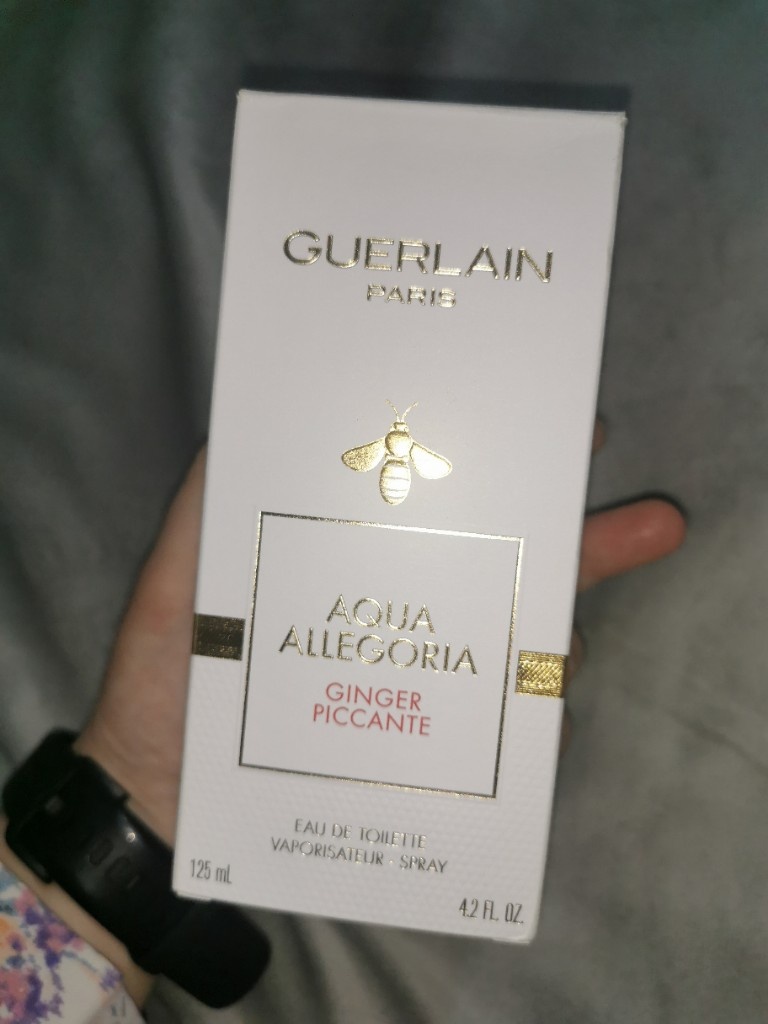 GUERLAIN
PARIS
AQUA
ALLEGORIA
GINGER
PICCANTE
EAU DE TOILETTE
VAPORISATEUR - SPRAY
125 mL
4.2 FL. OZ.